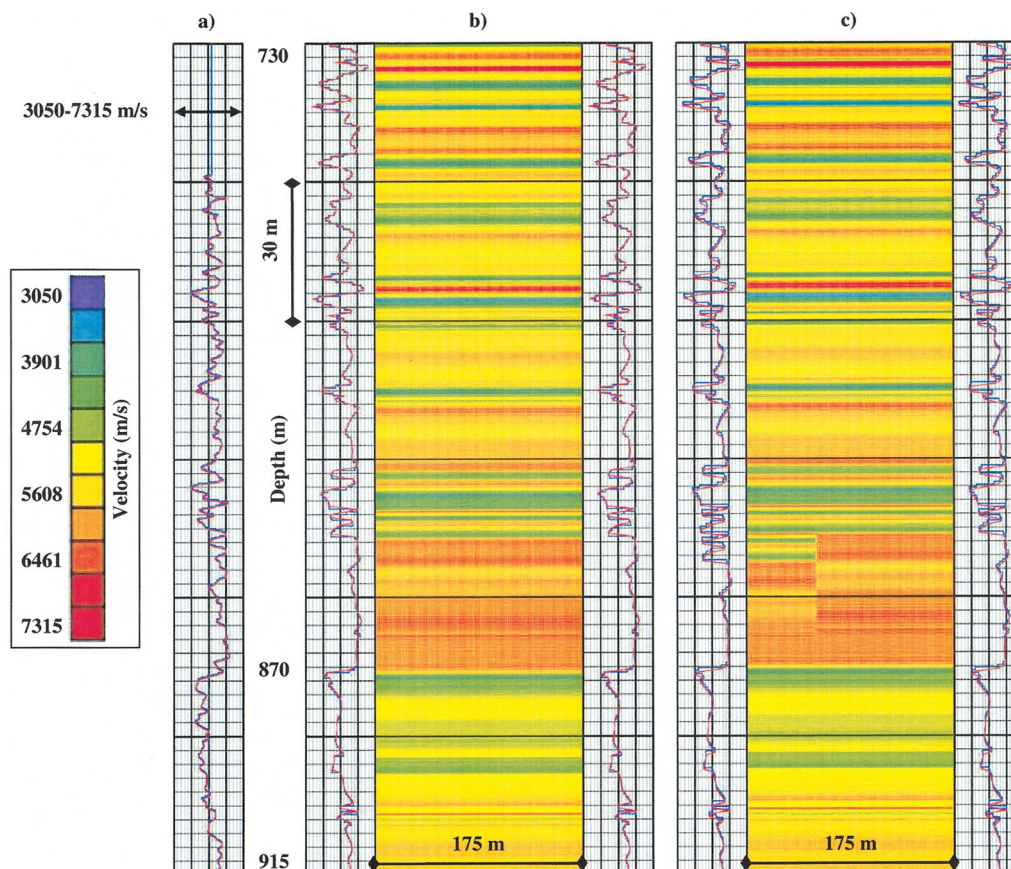 a)
b)
c)
730
3050-7315 m/s
30 m
3050
3901
4754
5608
6461
7315
Velocity (m/s)
Depth (m)
870
915
175 m
175 m